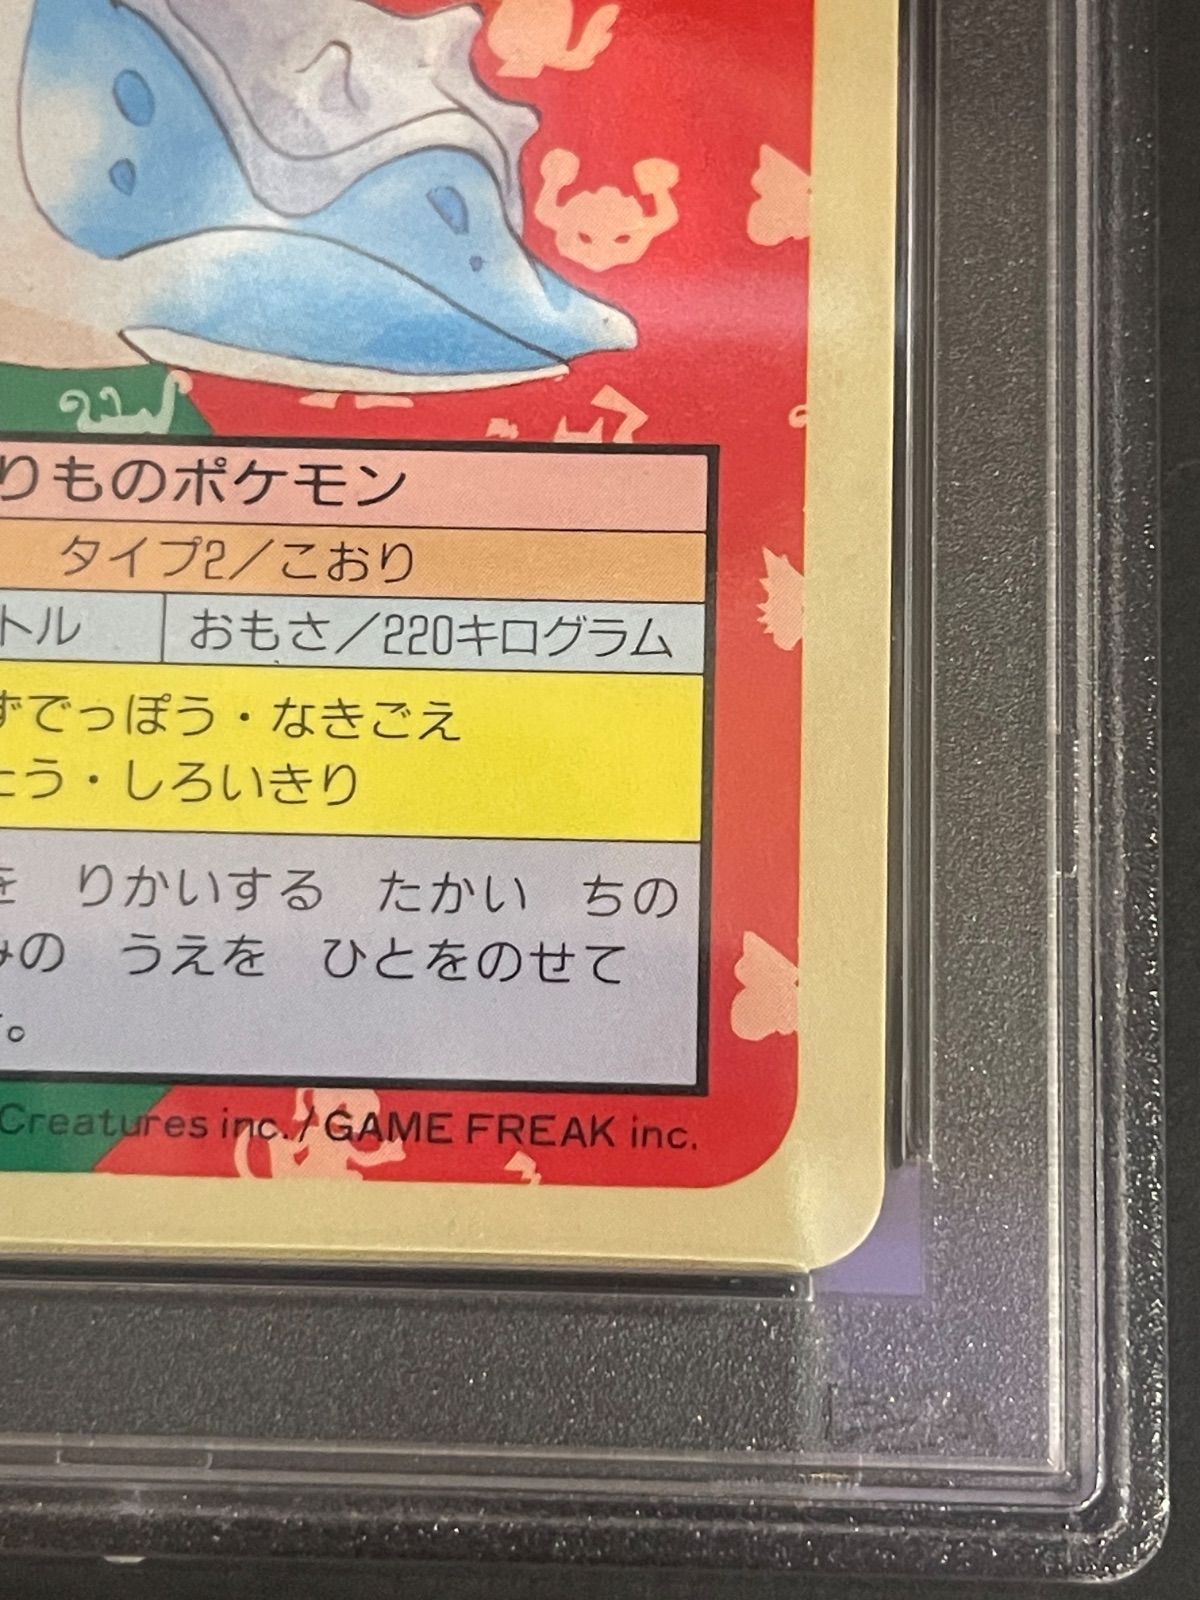 りものポケモン
タイプ2／こおり
トル おもさ／220キログラム
ずでっぽう・なきごえ
う・しろいきり
を りかいする たかい ちの
みの うえを ひとをのせて
。
Creatures inc./GAME FREAK inc.